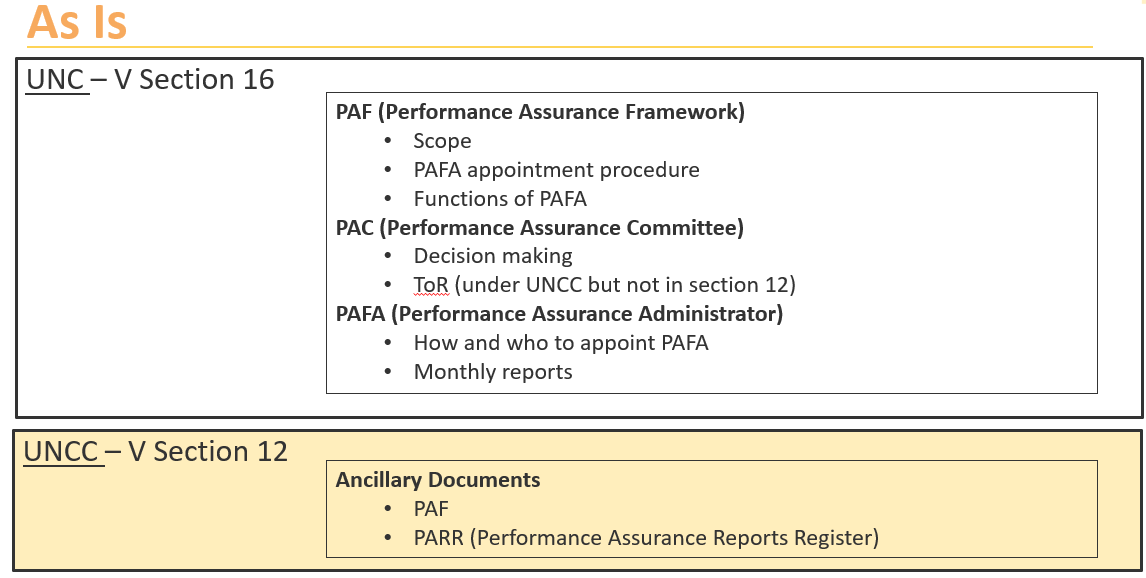 As Is
UNC – V Section 16
PAF (Performance Assurance Framework)
• Scope
• PAFA appointment procedure
• Functions of PAFA
PAC (Performance Assurance Committee)
• Decision making
• ToR (under UNCC but not in section 12)
PAFA (Performance Assurance Administrator)
• How and who to appoint PAFA
• Monthly reports
UNCC – V Section 12
Ancillary Documents
• PAF
• PARR (Performance Assurance Reports Register)